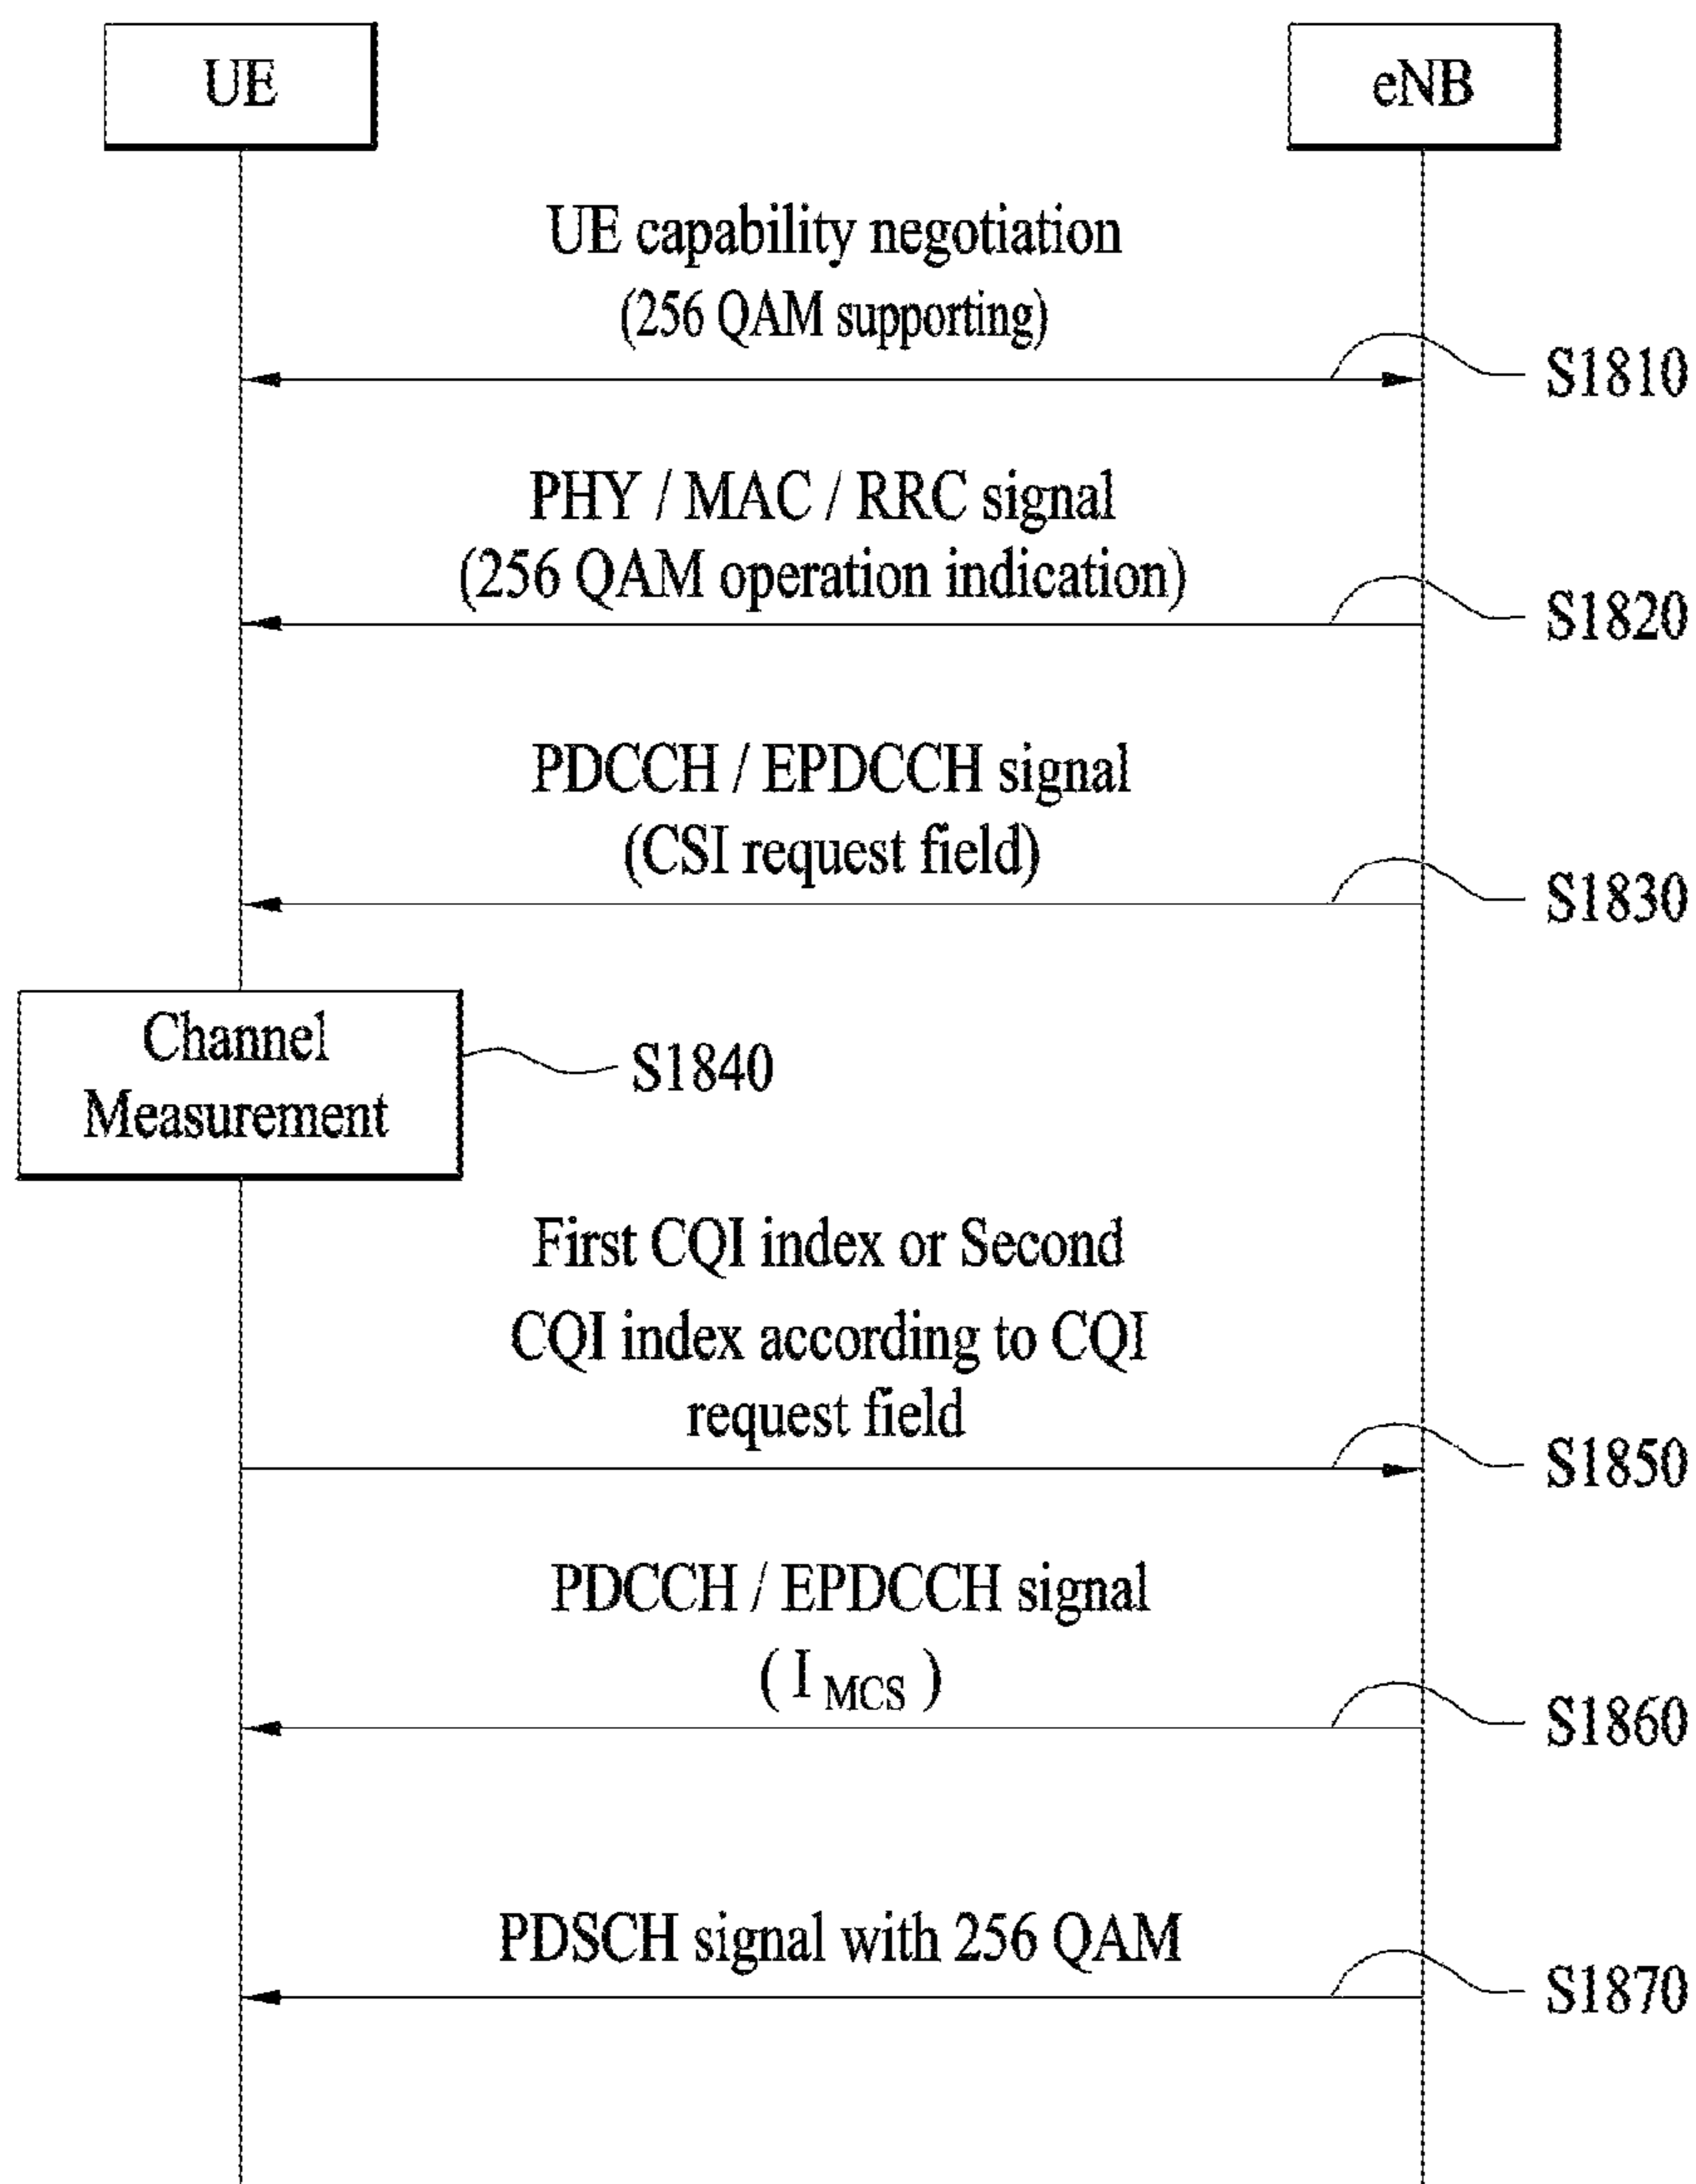 UE
eNB
UE capability negotiation
(256 QAM supporting)
S1810
PHY / MAC / RRC signal
(256 QAM operation indication)
S1820
PDCCH / EPDCCH signal
(CSI request field)
S1830
Channel
Measurement
S1840
First CQI index or Second
CQI index according to CQI
request field
S1850
PDCCH / EPDCCH signal
( I MCS )
S1860
PDSCH signal with 256 QAM
S1870